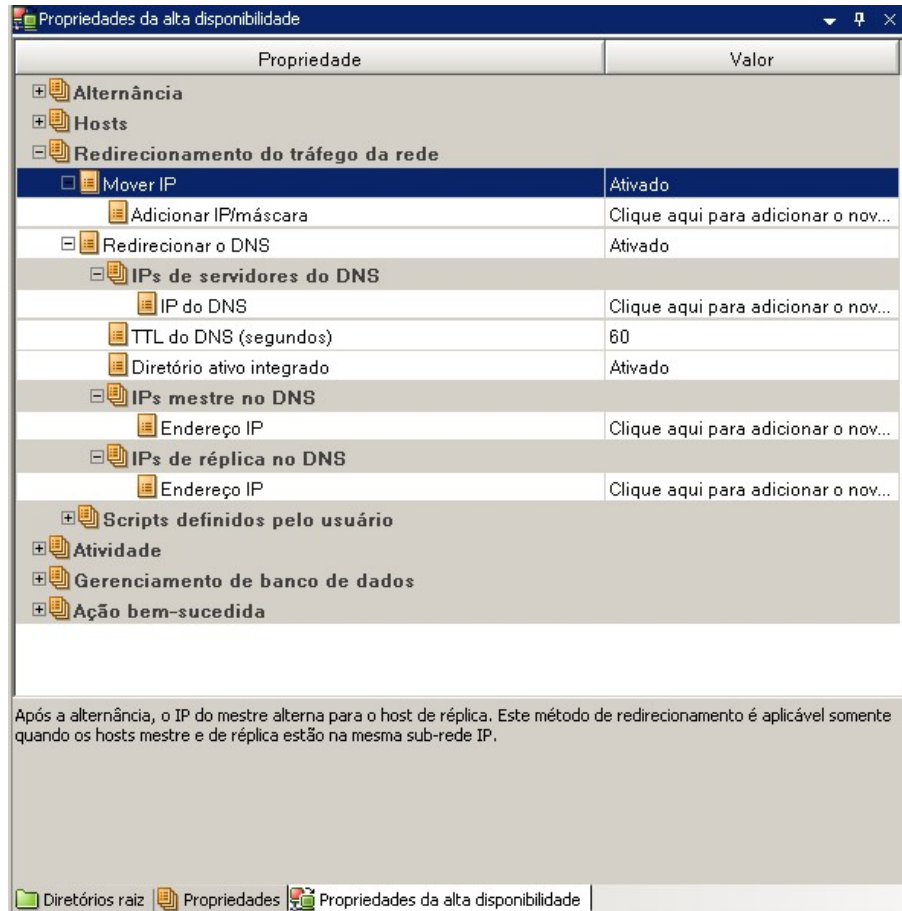 Propriedades da alta disponibilidade
Propriedade Valor
Alternância
Hosts
Redirecionamento do tráfego da rede
Mover IP Ativado
Adicionar IP/máscara Clique aqui para adicionar o nov...
Redirecionar o DNS Ativado
IPs de servidores do DNS
IP do DNS Clique aqui para adicionar o nov...
TTL do DNS (segundos) 60
Diretório ativo integrado Ativado
IPs mestre no DNS
Endereço IP Clique aqui para adicionar o nov...
IPs de réplica no DNS
Endereço IP Clique aqui para adicionar o nov...
Scripts definidos pelo usuário
Atividade
Gerenciamento de banco de dados
Ação bem-sucedida
Após a alternância, o IP do mestre alterna para o host de réplica. Este método de redirecionamento é aplicável somente
quando os hosts mestre e de réplica estão na mesma sub-rede IP.
Diretórios raiz Propriedades Propriedades da alta disponibilidade